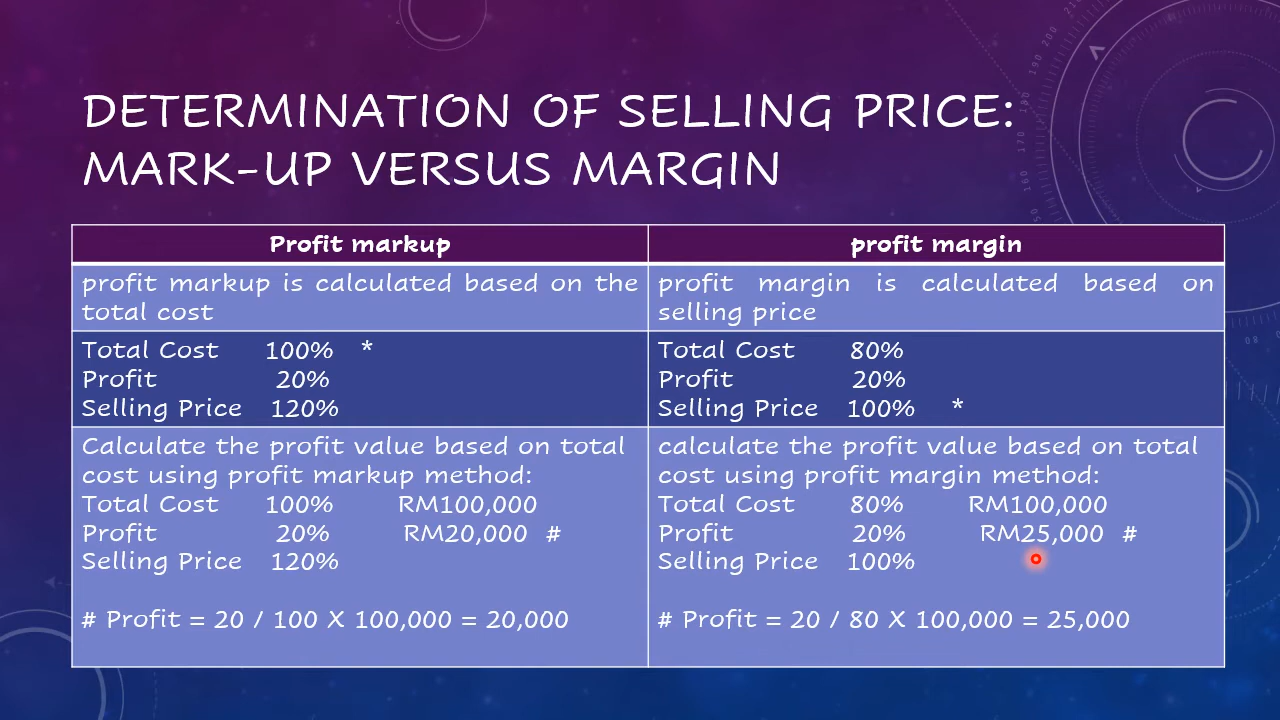 DETERMINATION OF SELLING PRICE:
MARK-UP VERSUS MARGIN
Profit markup
profit margin
profit markup is calculated based on the
total cost
profit margin is calculated based on
selling price
Total Cost 100% *
Profit 20%
Selling Price 120%
Total Cost 80%
Profit 20%
Selling Price 100% *
Calculate the profit value based on total
cost using profit markup method:
Total Cost 100% RM100,000
Profit 20% RM20,000 #
Selling Price 120%
# Profit = 20 / 100 X 100,000 = 20,000
calculate the profit value based on total
cost using profit margin method:
Total Cost 80% RM100,000
Profit 20% RM25,000 #
Selling Price 100%
# Profit = 20 / 80 X 100,000 = 25,000